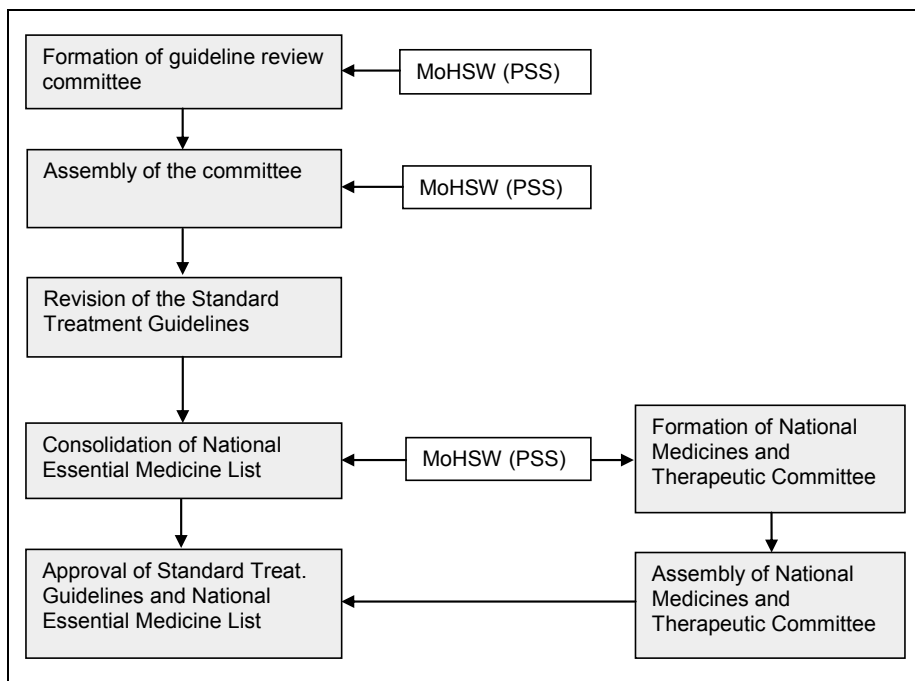 Formation of guideline review
committee
MoHSW (PSS)
Assembly of the committee
MoHSW (PSS)
Revision of the Standard
Treatment Guidelines
Consolidation of National
Essential Medicine List
MoHSW (PSS)
Formation of National
Medicines and
Therapeutic Committee
Approval of Standard Treat.
Guidelines and National
Essential Medicine List
Assembly of National
Medicines and
Therapeutic Committee